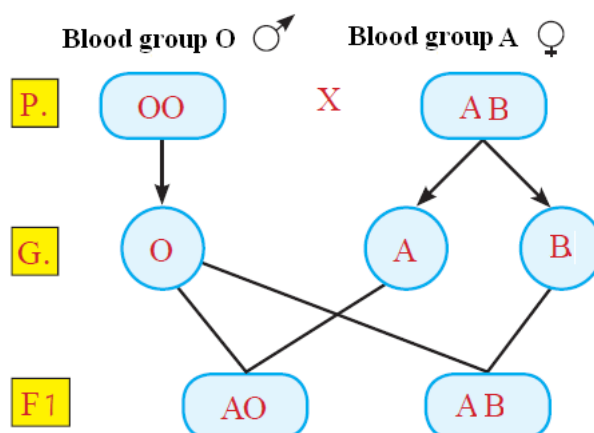 Blood group O ♂ Blood group A ♀
P. OO X AB
G. O A B
F1 AO AB